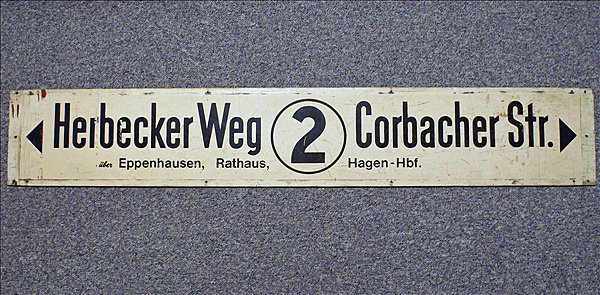 Herbecker Weg 2 Corbacher Str.
über Eppenhausen, Rathaus, Hagen-Hbf.